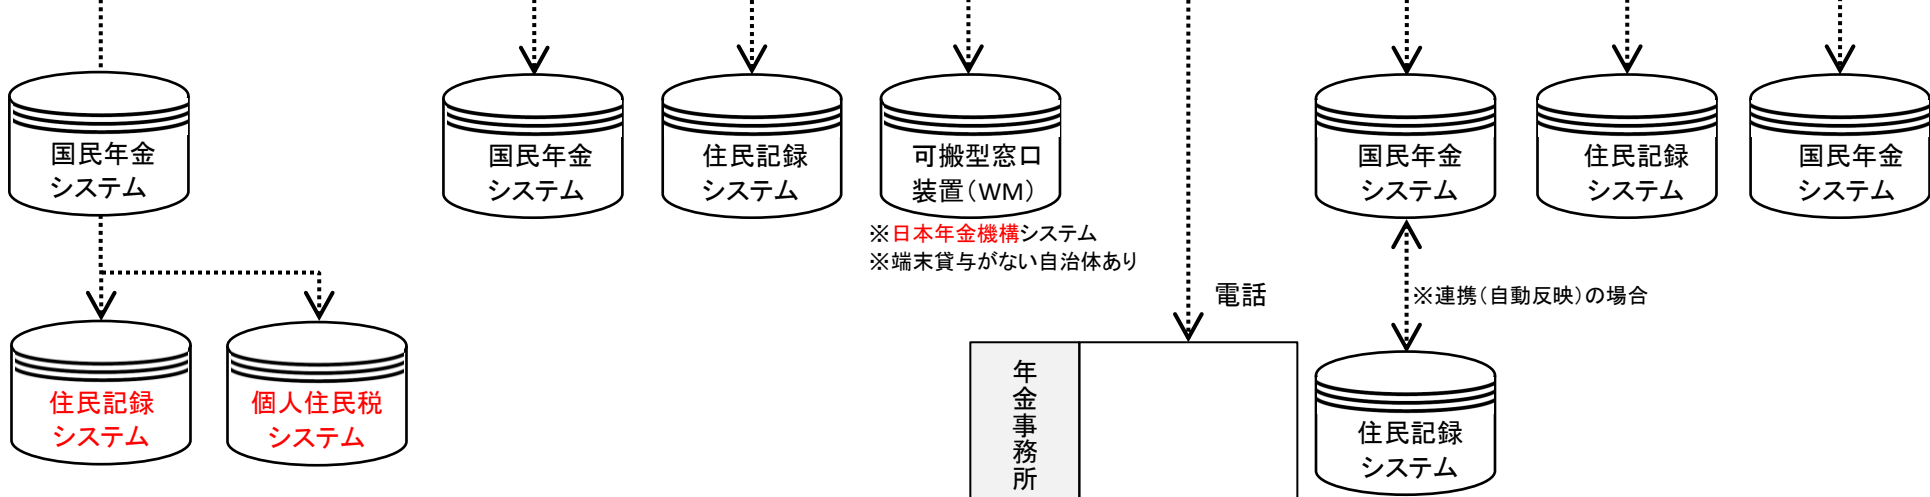 国民年金
システム
国民年金
システム
住民記録
システム
可搬型窓口
装置(WM)
国民年金
システム
住民記録
システム
国民年金
システム
※日本年金機構システム
※端末貸与がない自治体あり
電話
※連携(自動反映)の場合
住民記録
システム
個人住民税
システム
年金事務所
住民記録
システム